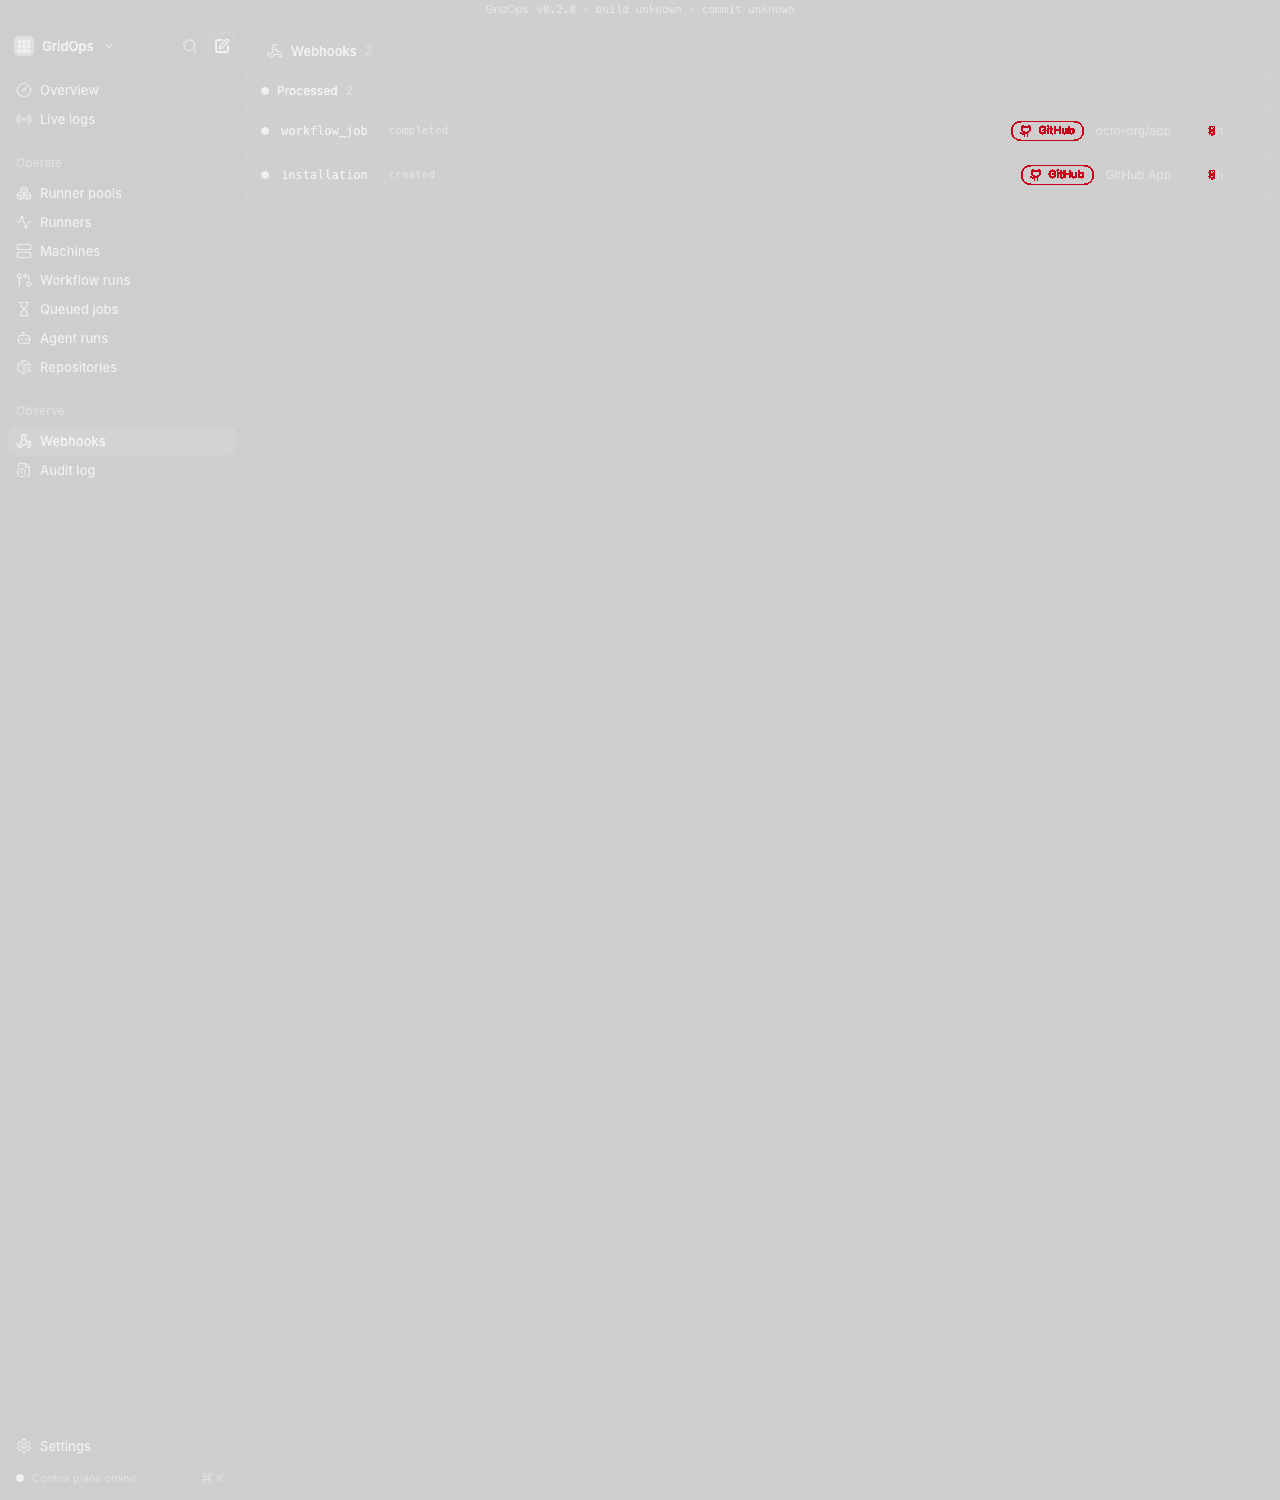 GridOps v0.2.0 · build unknown · commit unknown
GridOps
Webhooks 2
Overview
Live logs
Processed 2
workflow_job completed GitHub octo-org/app
installation created GitHub GitHub App
Operate
Runner pools
Runners
Machines
Workflow runs
Queued jobs
Agent runs
Repositories
Observe
Webhooks
Audit log
Settings
Control plane online ⌘ K